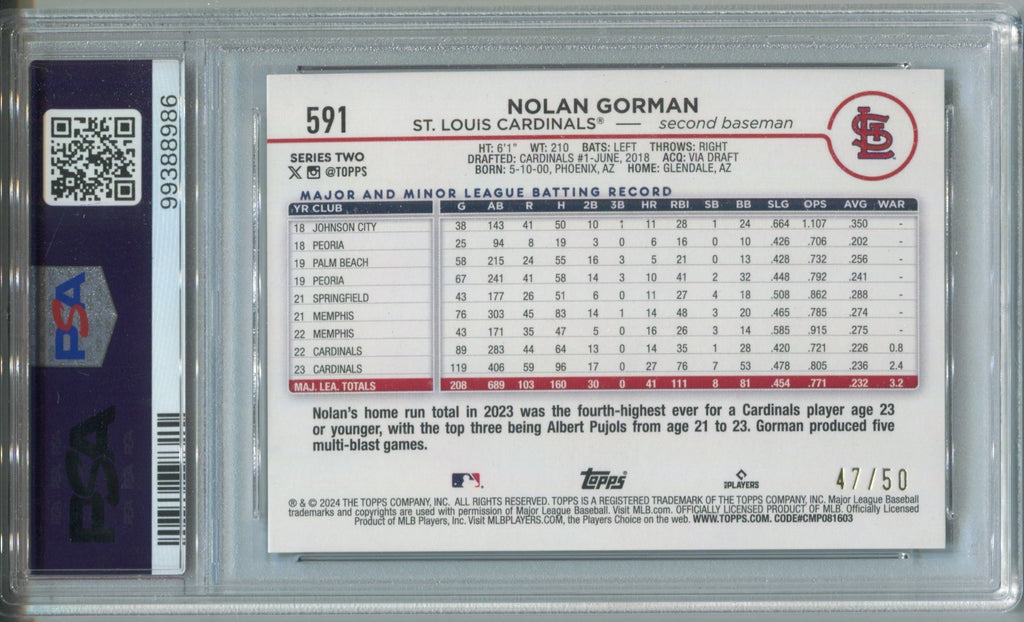 99388986
PSA
PSA
591
NOLAN GORMAN
ST. LOUIS CARDINALS® — second baseman
SERIES TWO
@TOPPS
HT: 6'1" WT: 210 BATS: LEFT THROWS: RIGHT
DRAFTED: CARDINALS #1-JUNE, 2018 ACQ: VIA DRAFT
BORN: 5-10-00, PHOENIX, AZ HOME: GLENDALE, AZ
MAJOR AND MINOR LEAGUE BATTING RECORD
YR CLUB G AB R H 2B 3B HR RBI SB BB SLG OPS AVG WAR
18 JOHNSON CITY 38 143 41 50 10 1 11 28 1 24 .664 1.107 .350 -
18 PEORIA 25 94 8 19 3 0 6 16 0 10 .426 .706 .202 -
19 PALM BEACH 58 215 24 55 16 3 5 21 0 13 .428 .732 .256 -
19 PEORIA 67 241 41 58 14 3 10 41 2 32 .448 .792 .241 -
21 SPRINGFIELD 43 177 26 51 6 0 11 27 4 18 .508 .862 .288 -
21 MEMPHIS 76 303 45 83 14 1 14 48 3 20 .465 .785 .274 -
22 MEMPHIS 43 171 35 47 5 0 16 26 3 14 .585 .915 .275 -
22 CARDINALS 89 283 44 64 13 0 14 35 1 28 .420 .721 .226 0.8
23 CARDINALS 119 406 59 96 17 0 27 76 7 53 .478 .805 .236 2.4
MAJ. LEA. TOTALS 208 689 103 160 30 0 41 111 8 81 .454 .771 .232 3.2
Nolan's home run total in 2023 was the fourth-highest ever for a Cardinals player age 23
or younger, with the top three being Albert Pujols from age 21 to 23. Gorman produced five
multi-blast games.
Topps
PLAYERS
47/50
® & © 2024 THE TOPPS COMPANY, INC. ALL RIGHTS RESERVED. TOPPS IS A REGISTERED TRADEMARK OF THE TOPPS COMPANY, INC. Major League Baseball
trademarks and copyrights are used with permission of Major League Baseball. Visit MLB.com. OFFICIALLY LICENSED PRODUCT OF MLB. Officially Licensed
Product of MLB Players, Inc. Visit MLBPLAYERS.COM, the Players Choice on the web. WWW.TOPPS.COM. CODE#CMP081603